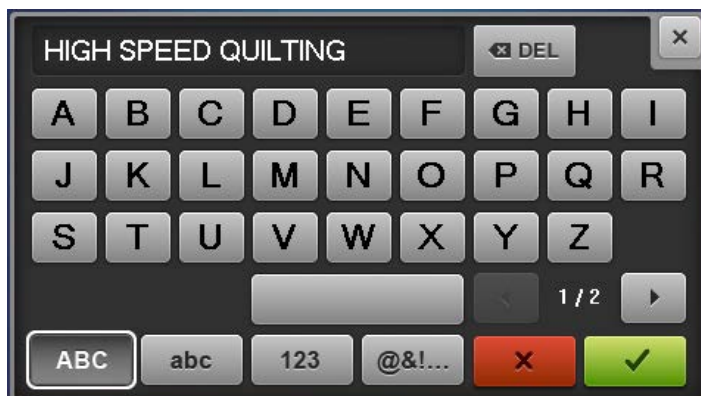 HIGH SPEED QUILTING DEL
A B C D E F G H I
J K L M N O P Q R
S T U V W X Y Z
1/2
ABC abc 123 @&!...